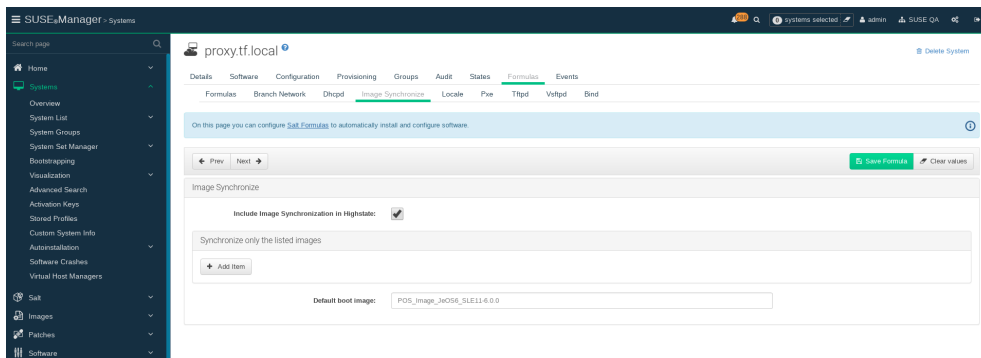 SUSE®Manager > Systems
280
0 systems selected
admin
SUSE QA
Search page
Home
Systems
Overview
System List
System Groups
System Set Manager
Bootstrapping
Visualization
Advanced Search
Activation Keys
Stored Profiles
Custom System Info
Autoinstallation
Software Crashes
Virtual Host Managers
Salt
Images
Patches
Software
proxy.tf.local ?
Delete System
Details Software Configuration Provisioning Groups Audit States Formulas Events
Formulas Branch Network Dhcpd Image Synchronize Locale Pxe Tftpd Vsftpd Bind
On this page you can configure Salt Formulas to automatically install and configure software.
Prev Next
Save Formula Clear values
Image Synchronize
Include Image Synchronization in Highstate:
Synchronize only the listed images
+ Add Item
Default boot image: POS_Image_JeOS6_SLE11-6.0.0